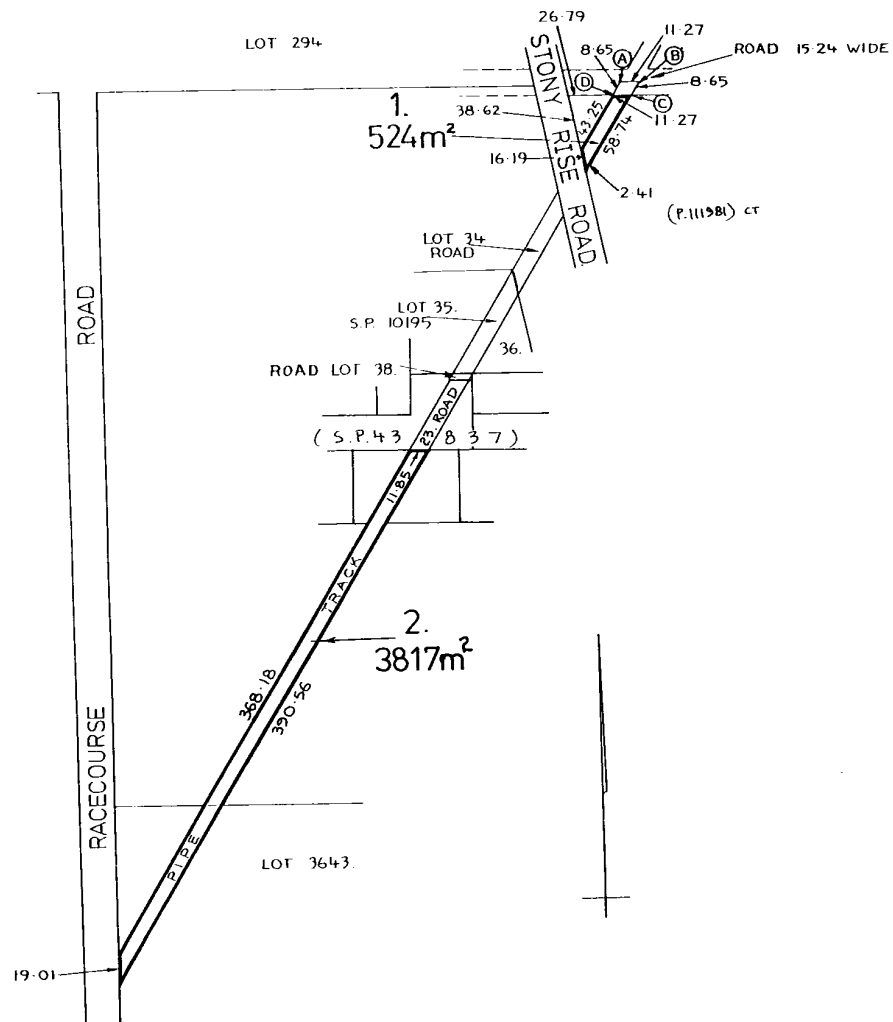 26·79
LOT 294
11·27
8·65
A
B
ROAD 15·24 WIDE
D
8·65
C
11·27
STONY RISE ROAD
1.
524m²
38·62
43·25
58·74
16·19
2·41
(P.111981) CT
LOT 34
ROAD
ROAD
LOT 35.
S.P. 10195
36.
ROAD LOT 38.
23. ROAD
( S.P.43 837)
11·85
TRACK
2.
3817m²
368·18
390·56
RACECOURSE
PIPE
LOT 3643.
19·01